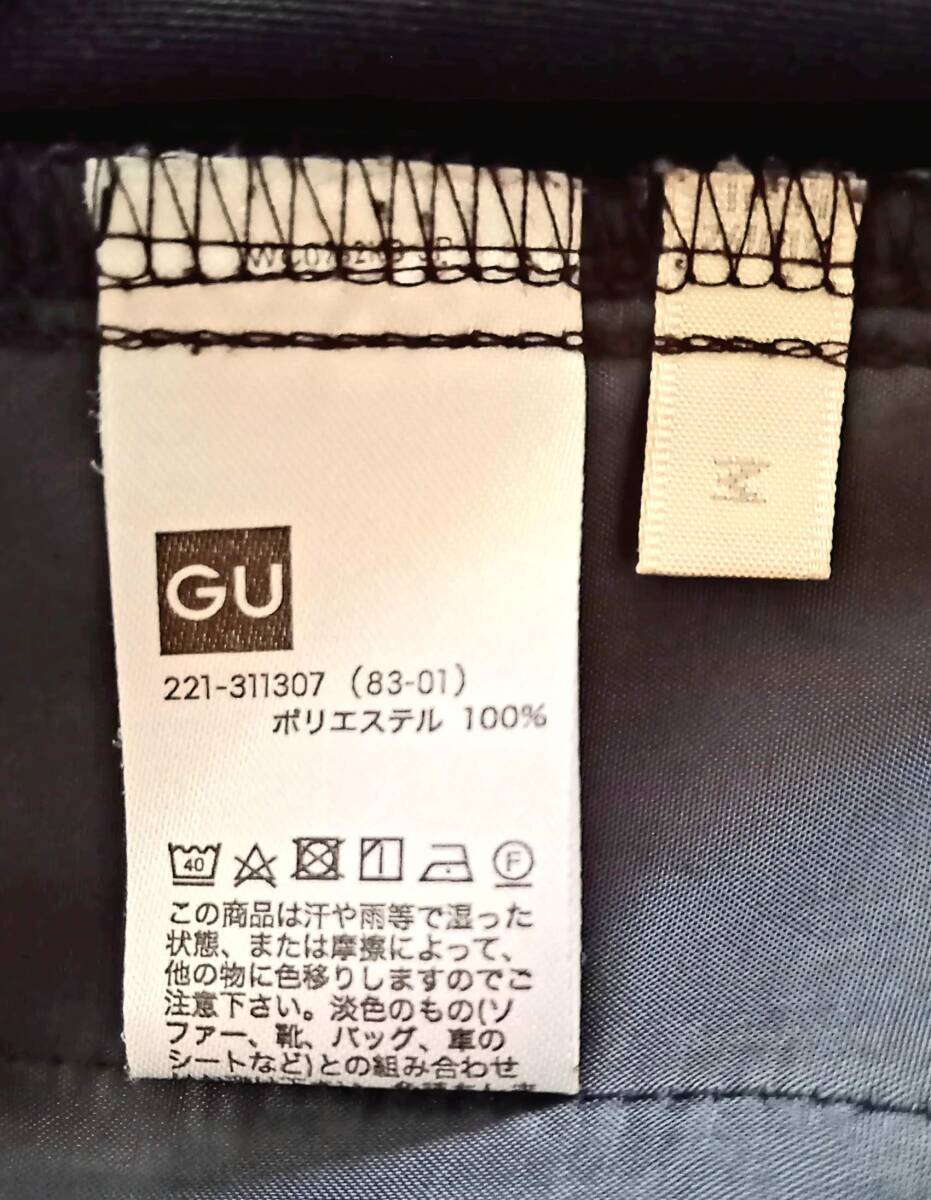 GU
221-311307 (83-01)
ポリエステル 100%
40
F
この商品は汗や雨等で湿った
状態、または摩擦によって、
他の物に色移りしますのでご
注意下さい。淡色のもの(ソ
ファー、靴、バッグ、車の
シートなど)との組み合わせ
M